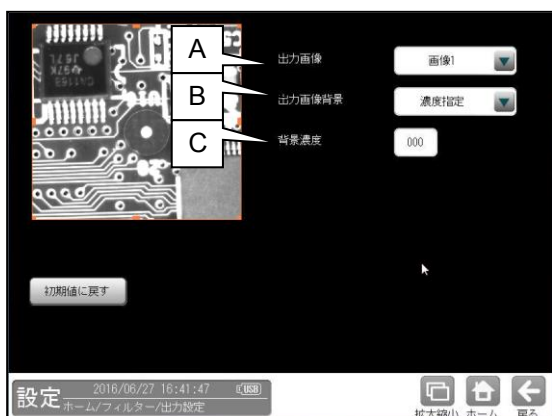 A
出力画像
画像1
B
出力画像背景
濃度指定
C
背景濃度
000
初期値に戻す
設定
2016/06/27 16:41:47
USB
ホーム/フィルター/出力設定
拡大縮小 ホーム 戻る